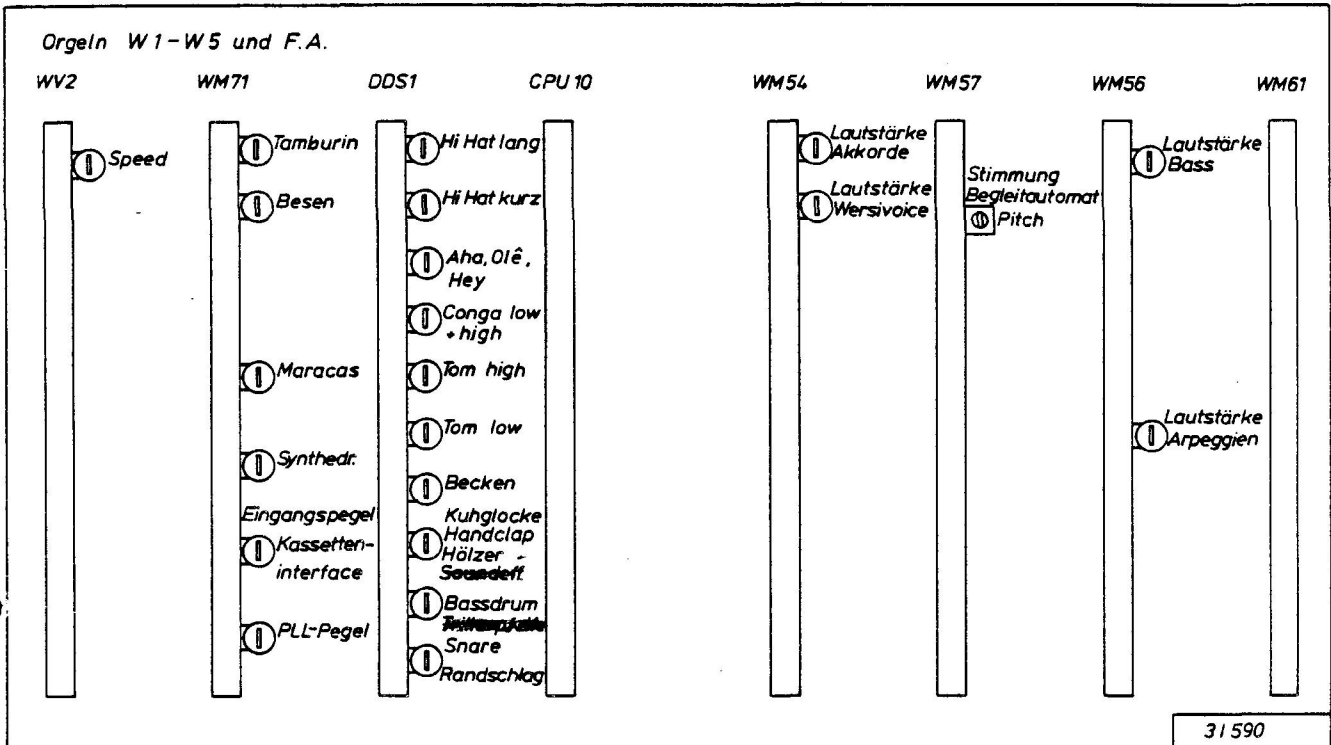 Orgeln W1-W5 und F.A.
WV2 WM71 DDS1 CPU10 WM54 WM57 WM56 WM61
Speed
Tamburin
Besen
Maracas
Synthedr.
Eingangspegel
Kassetten-
interface
PLL-Pegel
Hi Hat lang
Hi Hat kurz
Aha, Olê,
Hey
Conga low
+ high
Tom high
Tom low
Becken
Kuhglocke
Handclap
Hölzer
Soundeff.
Bassdrum
Snare
Randschlag
Lautstärke
Akkorde
Lautstärke
Wersivoice
Stimmung
Begleitautomat
Pitch
Lautstärke
Bass
Lautstärke
Arpeggien
31590